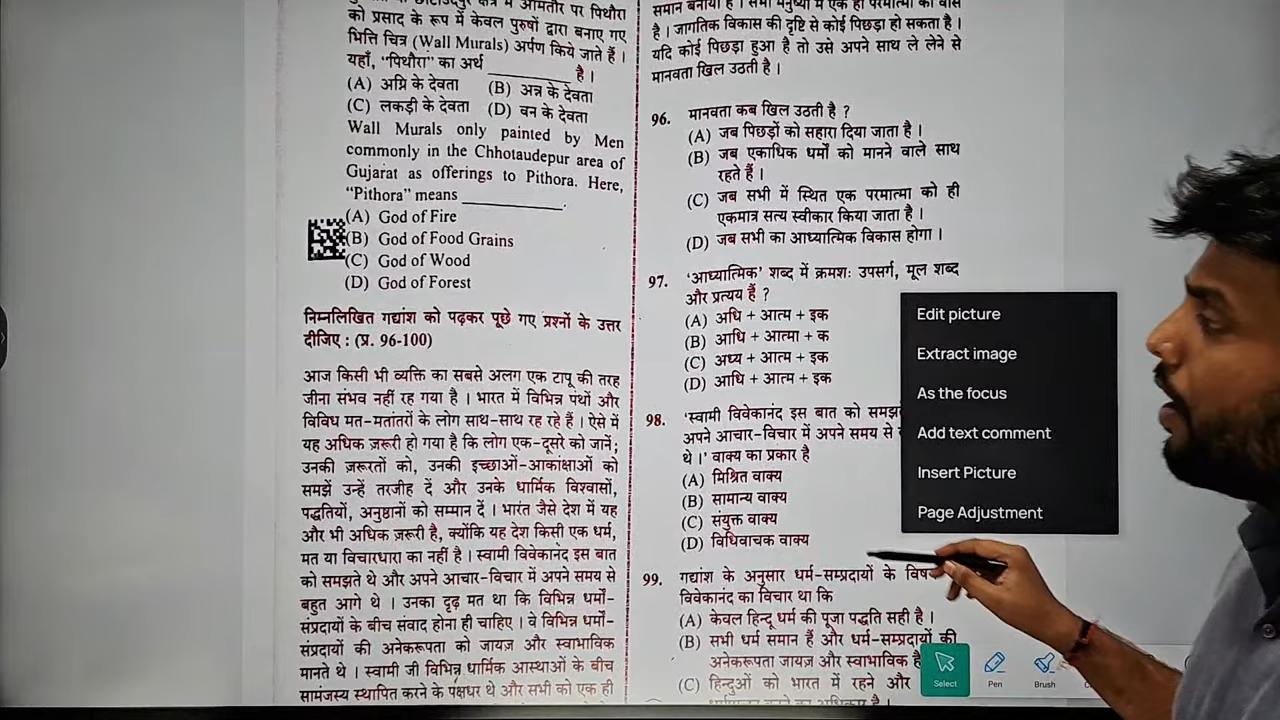 को प्रसाद के रूप में केवल पुरुषों द्वारा बनाए गए
भित्ति चित्र (Wall Murals) अर्पण किये जाते हैं ।
यहाँ, “पिथौरा” का अर्थ __________ है ।
(A) अग्नि के देवता (B) अन्न के देवता
(C) लकड़ी के देवता (D) वन के देवता
Wall Murals only painted by Men
commonly in the Chhotaudepur area of
Gujarat as offerings to Pithora. Here,
“Pithora” means __________.
(A) God of Fire
(B) God of Food Grains
(C) God of Wood
(D) God of Forest
निम्नलिखित गद्यांश को पढ़कर पूछे गए प्रश्नों के उत्तर
दीजिए : (प्र. 96-100)
आज किसी भी व्यक्ति का सबसे अलग एक टापू की तरह
जीना संभव नहीं रह गया है । भारत में विभिन्न पंथों और
विविध मत-मतांतरों के लोग साथ-साथ रह रहे हैं । ऐसे में
यह अधिक ज़रूरी हो गया है कि लोग एक-दूसरे को जानें;
उनकी ज़रूरतों को, उनकी इच्छाओं-आकांक्षाओं को
समझें उन्हें तरजीह दें और उनके धार्मिक विश्वासों,
पद्धतियों, अनुष्ठानों को सम्मान दें । भारत जैसे देश में यह
और भी अधिक ज़रूरी है, क्योंकि यह देश किसी एक धर्म,
मत या विचारधारा का नहीं है । स्वामी विवेकानंद इस बात
को समझते थे और अपने आचार-विचार में अपने समय से
बहुत आगे थे । उनका दृढ़ मत था कि विभिन्न धर्मों-
संप्रदायों के बीच संवाद होना ही चाहिए । वे विभिन्न धर्मों-
संप्रदायों की अनेकरूपता को जायज़ और स्वाभाविक
मानते थे । स्वामी जी विभिन्न धार्मिक आस्थाओं के बीच
सामंजस्य स्थापित करने के पक्षधर थे और सभी को एक ही
है । जागतिक विकास की दृष्टि से कोई पिछड़ा हो सकता है ।
यदि कोई पिछड़ा हुआ है तो उसे अपने साथ ले लेने से
मानवता खिल उठती है ।
96. मानवता कब खिल उठती है ?
(A) जब पिछड़ों को सहारा दिया जाता है ।
(B) जब एकाधिक धर्मों को मानने वाले साथ
रहते हैं ।
(C) जब सभी में स्थित एक परमात्मा को ही
एकमात्र सत्य स्वीकार किया जाता है ।
(D) जब सभी का आध्यात्मिक विकास होगा ।
97. ‘आध्यात्मिक’ शब्द में क्रमशः उपसर्ग, मूल शब्द
और प्रत्यय हैं ?
(A) अधि + आत्म + इक
(B) आधि + आत्मा + क
(C) अध्य + आत्म + इक
(D) आधि + आत्म + इक
98. ‘स्वामी विवेकानंद इस बात को
अपने आचार-विचार में अपने समय से
थे ।’ वाक्य का प्रकार है
(A) मिश्रित वाक्य
(B) सामान्य वाक्य
(C) संयुक्त वाक्य
(D) विधिवाचक वाक्य
99. गद्यांश के अनुसार धर्म-सम्प्रदायों के
विवेकानंद का विचार था कि
(A) केवल हिन्दू धर्म की पूजा पद्धति सही है ।
(B) सभी धर्म समान हैं और धर्म-सम्प्रदायों की
अनेकरूपता जायज़ और स्वाभाविक है
(C) हिन्दुओं को भारत में रहने और
Edit picture
Extract image
As the focus
Add text comment
Insert Picture
Page Adjustment
Select
Pen
Brush